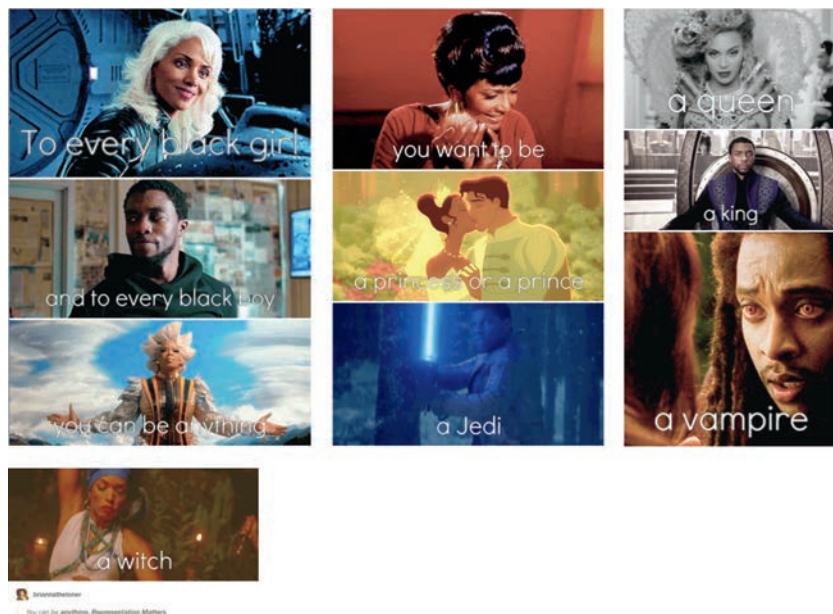 To every black girl
and to every black boy
you can be anything
you want to be
a princess or a prince
a Jedi
a queen
a king
a vampire
a witch
briannathestoner
You can be anything. Representation Matters